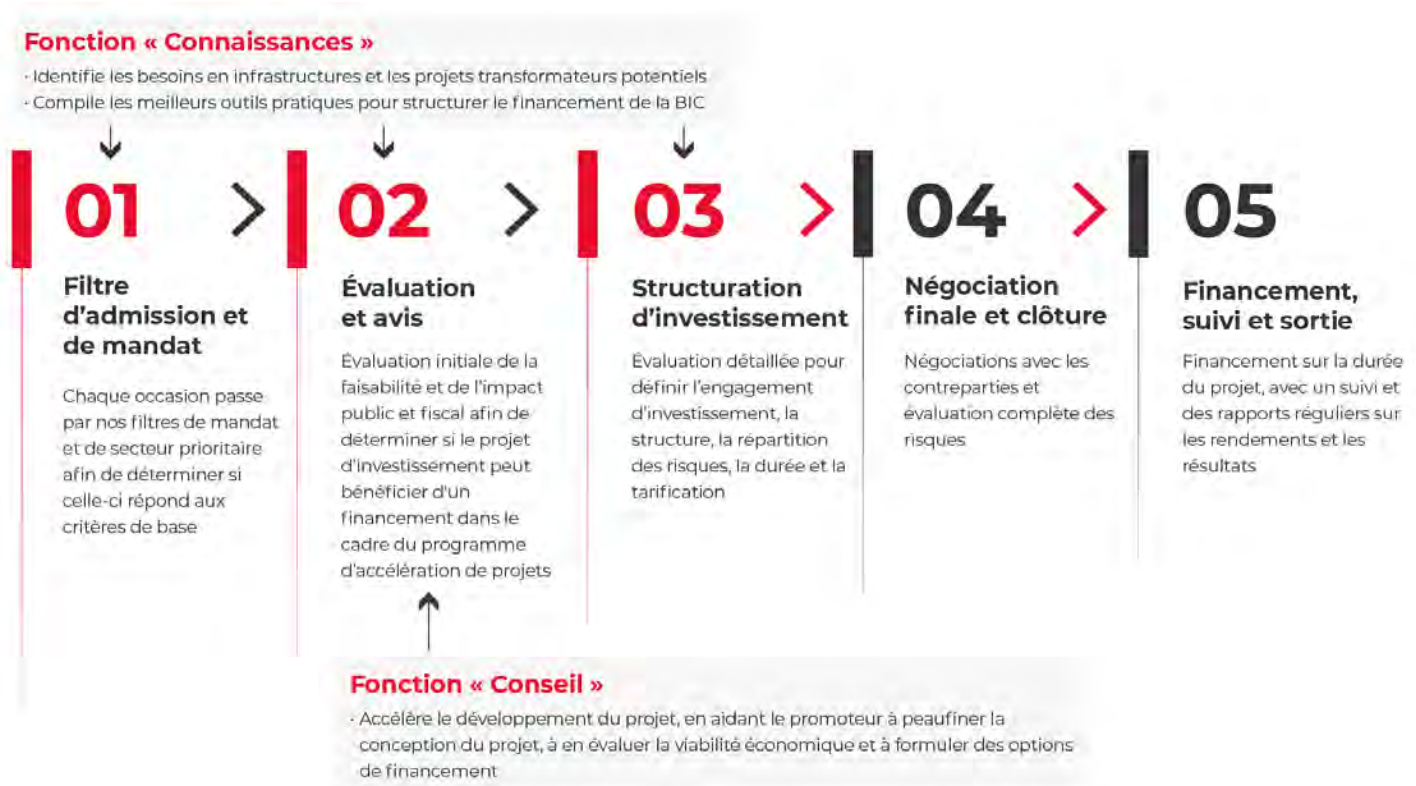 Fonction « Connaissances »
· Identifie les besoins en infrastructures et les projets transformateurs potentiels
· Compile les meilleurs outils pratiques pour structurer le financement de la BIC
01
Filtre
d'admission et
de mandat
Chaque occasion passe
par nos filtres de mandat
et de secteur prioritaire
afin de déterminer si
celle-ci répond aux
critères de base
02
Évaluation
et avis
Évaluation initiale de la
faisabilité et de l'impact
public et fiscal afin de
déterminer si le projet
d'investissement peut
bénéficier d'un
financement dans le
cadre du programme
d'accélération de projets
03
Structuration
d'investissement
Évaluation détaillée pour
définir l'engagement
d'investissement, la
structure, la répartition
des risques, la durée et la
tarification
04
Négociation
finale et clôture
Négociations avec les
contreparties et
évaluation complète des
risques
05
Financement,
suivi et sortie
Financement sur la durée
du projet, avec un suivi et
des rapports réguliers sur
les rendements et les
résultats
Fonction « Conseil »
· Accélère le développement du projet, en aidant le promoteur à peaufiner la
conception du projet, à en évaluer la viabilité économique et à formuler des options
de financement